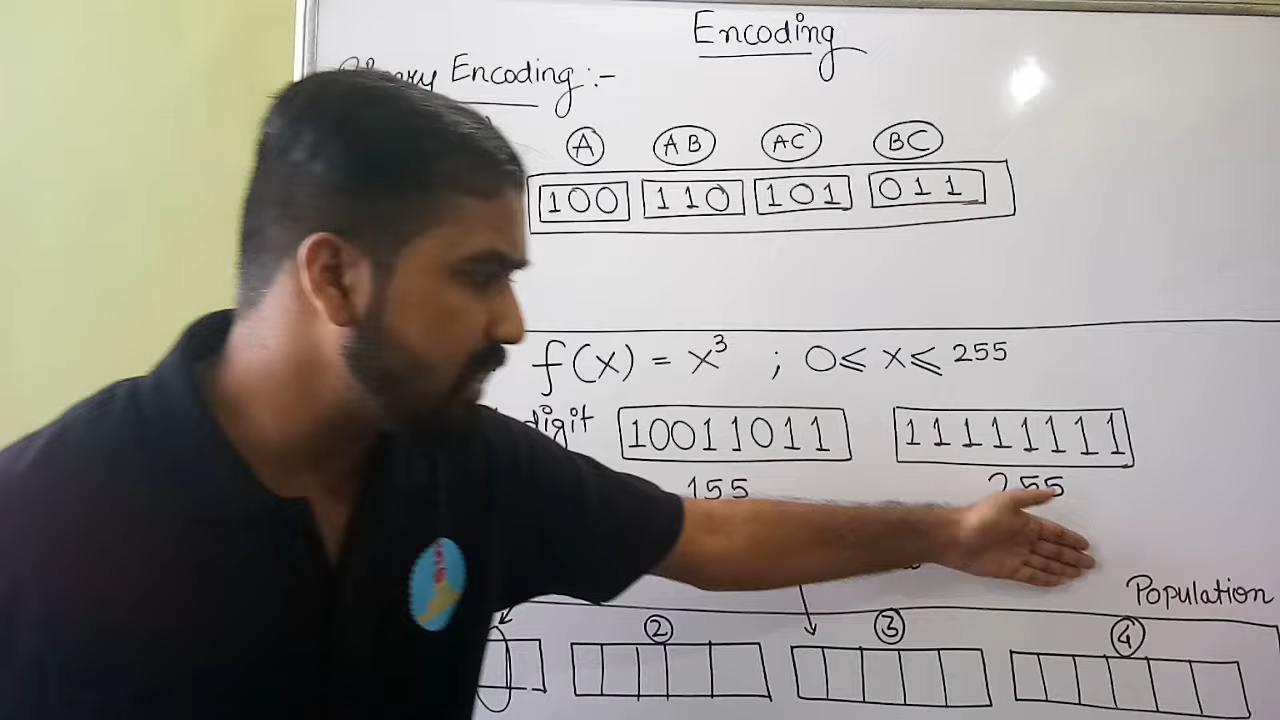 Encoding
Encoding :-
A AB AC BC
100 110 101 011
f(x) = x³ ; 0 ≤ x ≤ 255
digit 10011011 11111111
155 255
Population
2 3 4